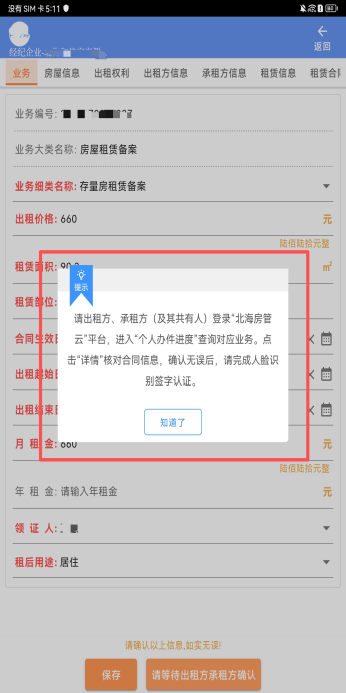 没有 SIM 卡 5:11
经纪企业-
返回
业务 房屋信息 出租权利 出租方信息 承租方信息 租赁信息 租赁合同
业务编号:
业务大类名称: 房屋租赁备案
业务细类名称: 存量房租赁备案
出租价格: 660 元
陆佰陆拾元整
租赁面积: 90.0 ㎡
提示
租赁部位:
请出租方、承租方（及其共有人）登录“北海房管
云”平台，进入“个人办件进度”查询对应业务。点
击“详情”核对合同信息，确认无误后，请完成人脸识
别签字认证。
知道了
合同生效日
出租起始日
出租结束日
月 租 金: 660 元
陆佰陆拾元整
年 租 金: 请输入年租金 元
领 证 人:
租后用途: 居住
请确认以上信息,如实无误!
保存 请等待出租方承租方确认